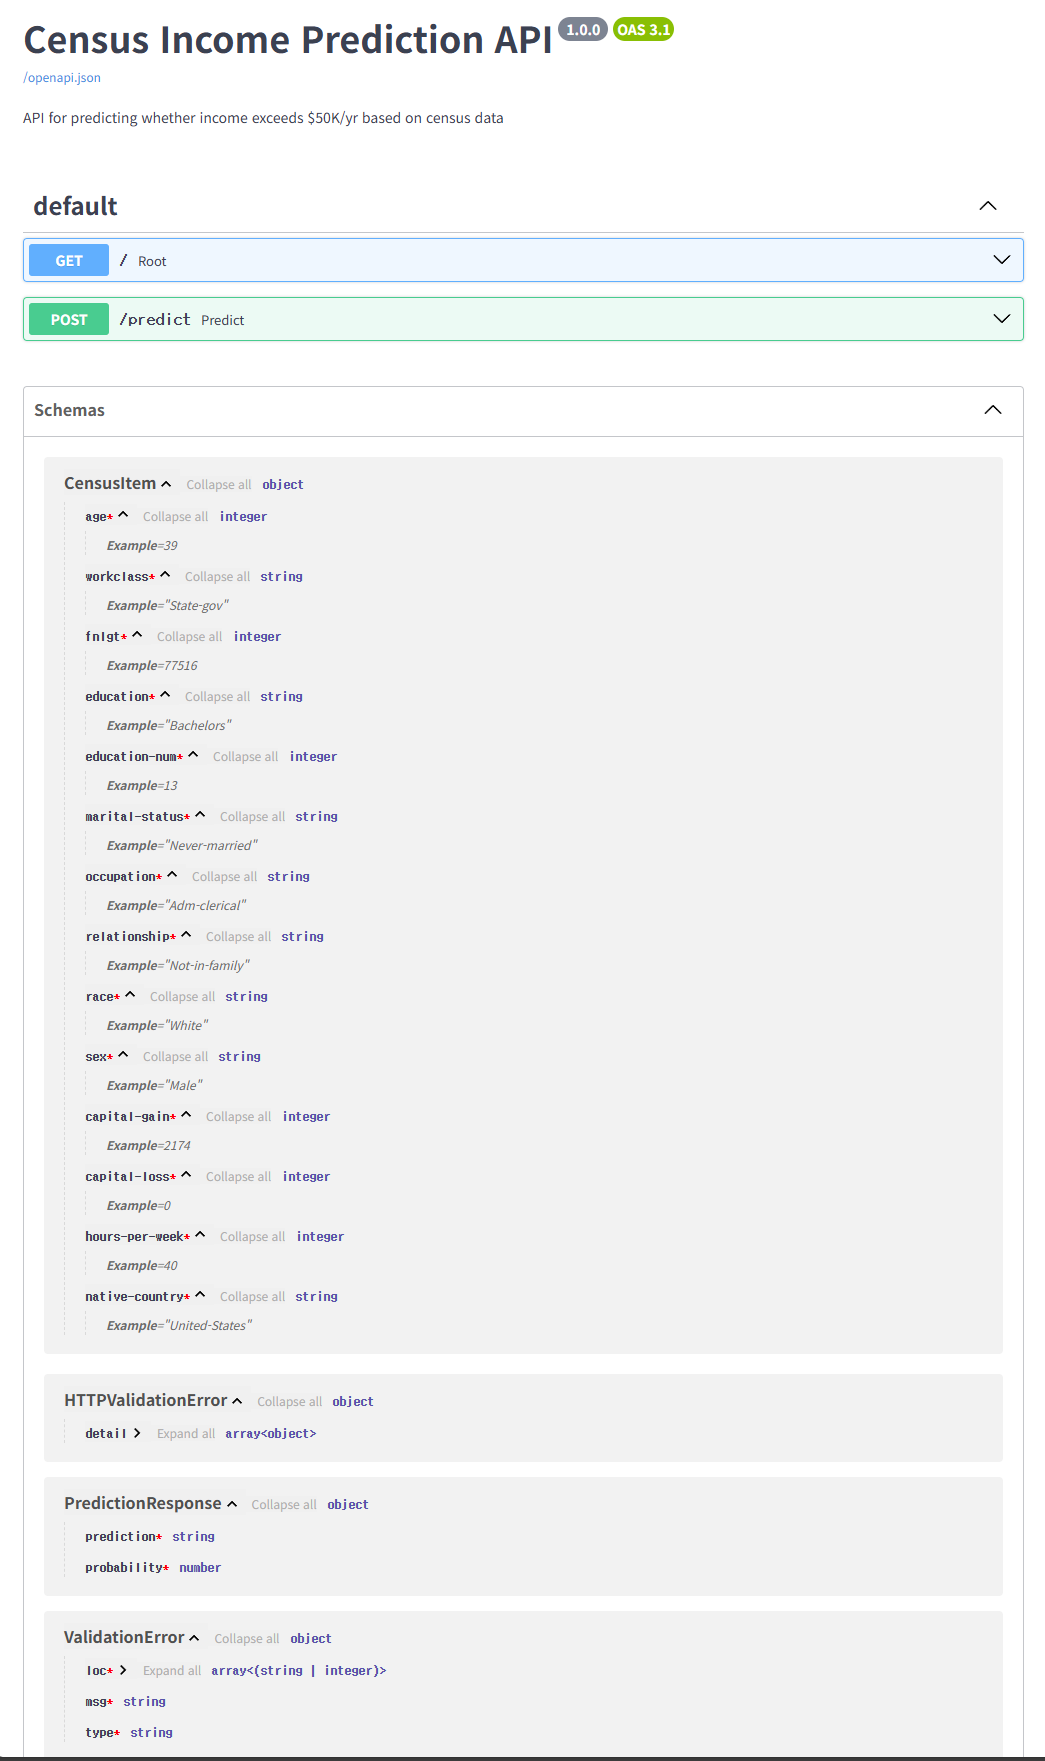 Census Income Prediction API 1.0.0 OAS 3.1
/openapi.json
API for predicting whether income exceeds $50K/yr based on census data
default
GET / Root
POST /predict Predict
Schemas
CensusItem Collapse all object
age* Collapse all integer
Example=39
workclass* Collapse all string
Example="State-gov"
fnlgt* Collapse all integer
Example=77516
education* Collapse all string
Example="Bachelors"
education-num* Collapse all integer
Example=13
marital-status* Collapse all string
Example="Never-married"
occupation* Collapse all string
Example="Adm-clerical"
relationship* Collapse all string
Example="Not-in-family"
race* Collapse all string
Example="White"
sex* Collapse all string
Example="Male"
capital-gain* Collapse all integer
Example=2174
capital-loss* Collapse all integer
Example=0
hours-per-week* Collapse all integer
Example=40
native-country* Collapse all string
Example="United-States"
HTTPValidationError Collapse all object
detail Expand all array<object>
PredictionResponse Collapse all object
prediction* string
probability* number
ValidationError Collapse all object
loc* Expand all array<(string | integer)>
msg* string
type* string